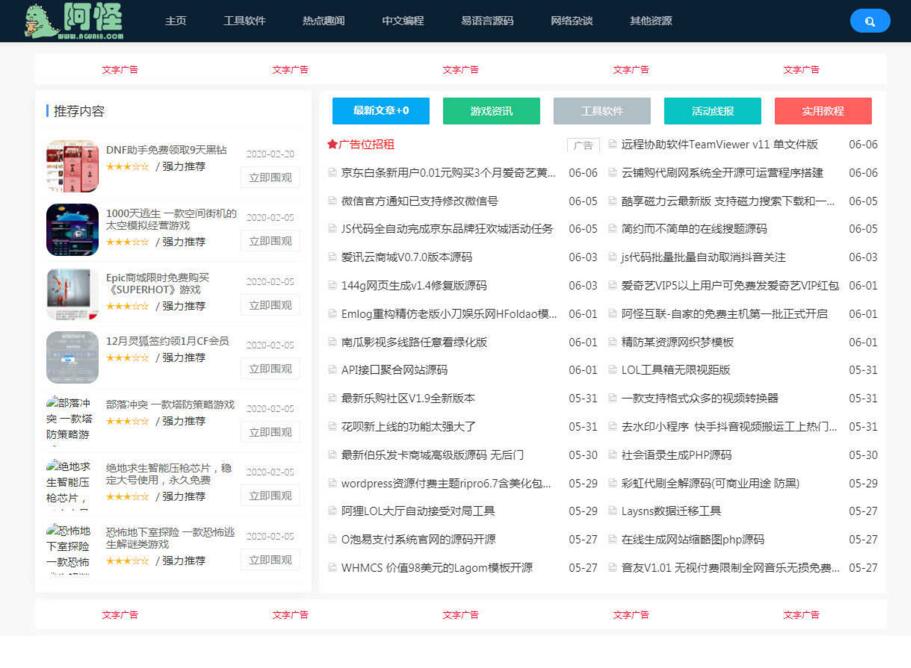 阿怪
WWW.AGUAIS.COM
主页 工具软件 热点趣闻 中文编程 易语言源码 网络杂谈 其他资源
文字广告 文字广告 文字广告 文字广告 文字广告
推荐内容
DNF助手免费领取9天黑钻
2020-02-20
★★★☆☆ / 强力推荐
立即围观
1000天逃生 一款空间街机的
太空模拟经营游戏
2020-02-05
★★★☆☆ / 强力推荐
立即围观
Epic商城限时免费购买
《SUPERHOT》游戏
2020-02-05
★★★☆☆ / 强力推荐
立即围观
12月灵狐签约领1月CF会员
2020-02-05
★★★☆☆ / 强力推荐
立即围观
部落冲
突 一款
塔防策略游
部落冲突 一款塔防策略游戏
2020-02-05
★★★☆☆ / 强力推荐
立即围观
绝地求
生智能压
枪芯片，
绝地求生智能压枪芯片，稳
定大号使用，永久免费
2020-02-05
★★★☆☆ / 强力推荐
立即围观
恐怖地
下室探险
一款恐怖
恐怖地下室探险 一款恐怖逃
生解谜类游戏
2020-02-05
★★★☆☆ / 强力推荐
立即围观
最新文章+0 游戏资讯 工具软件 活动线报 实用教程
★广告位招租 广告
远程协助软件TeamViewer v11 单文件版 06-06
京东白条新用户0.01元购买3个月爱奇艺黄... 06-06
云铺购代刷网系统全开源可运营程序搭建 06-06
微信官方通知已支持修改微信号 06-05
酷享磁力云最新版 支持磁力搜索下载和一... 06-05
JS代码全自动完成京东品牌狂欢城活动任务 06-05
简约而不简单的在线搜题源码 06-05
爱讯云商城V0.7.0版本源码 06-03
js代码批量批量自动取消抖音关注 06-03
144g网页生成v1.4修复版源码 06-03
爱奇艺VIP5以上用户可免费发爱奇艺VIP红包 06-01
Emlog重构精仿老版小刀娱乐网HFoldao模... 06-01
阿怪互联-自家的免费主机第一批正式开启 06-01
南瓜影视多线路任意看绿化版 06-01
精防某资源网织梦模板 06-01
API接口聚合网站源码 06-01
LOL工具箱无限视距版 05-31
最新乐购社区V1.9全新版本 05-31
一款支持格式众多的视频转换器 05-31
花呗新上线的功能太强大了 05-31
去水印小程序 快手抖音视频搬运工上热门... 05-31
最新伯乐发卡商城高级版源码 无后门 05-30
社会语录生成PHP源码 05-30
wordpress资源付费主题ripro6.7含美化包... 05-29
彩虹代刷全解源码(可商业用途 防黑) 05-29
阿狸LOL大厅自动接受对局工具 05-29
Laysns数据迁移工具 05-27
O泡易支付系统官网的源码开源 05-27
在线生成网站缩略图php源码 05-27
WHMCS 价值98美元的Lagom模板开源 05-27
音友V1.01 无视付费限制全网音乐无损免费... 05-27
文字广告 文字广告 文字广告 文字广告 文字广告